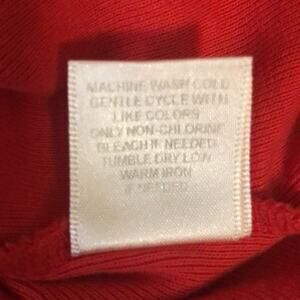 MACHINE WASH COLD
GENTLE CYCLE WITH
LIKE COLORS
ONLY NON-CHLORINE
BLEACH IF NEEDED
TUMBLE DRY LOW
WARM IRON
IF NEEDED